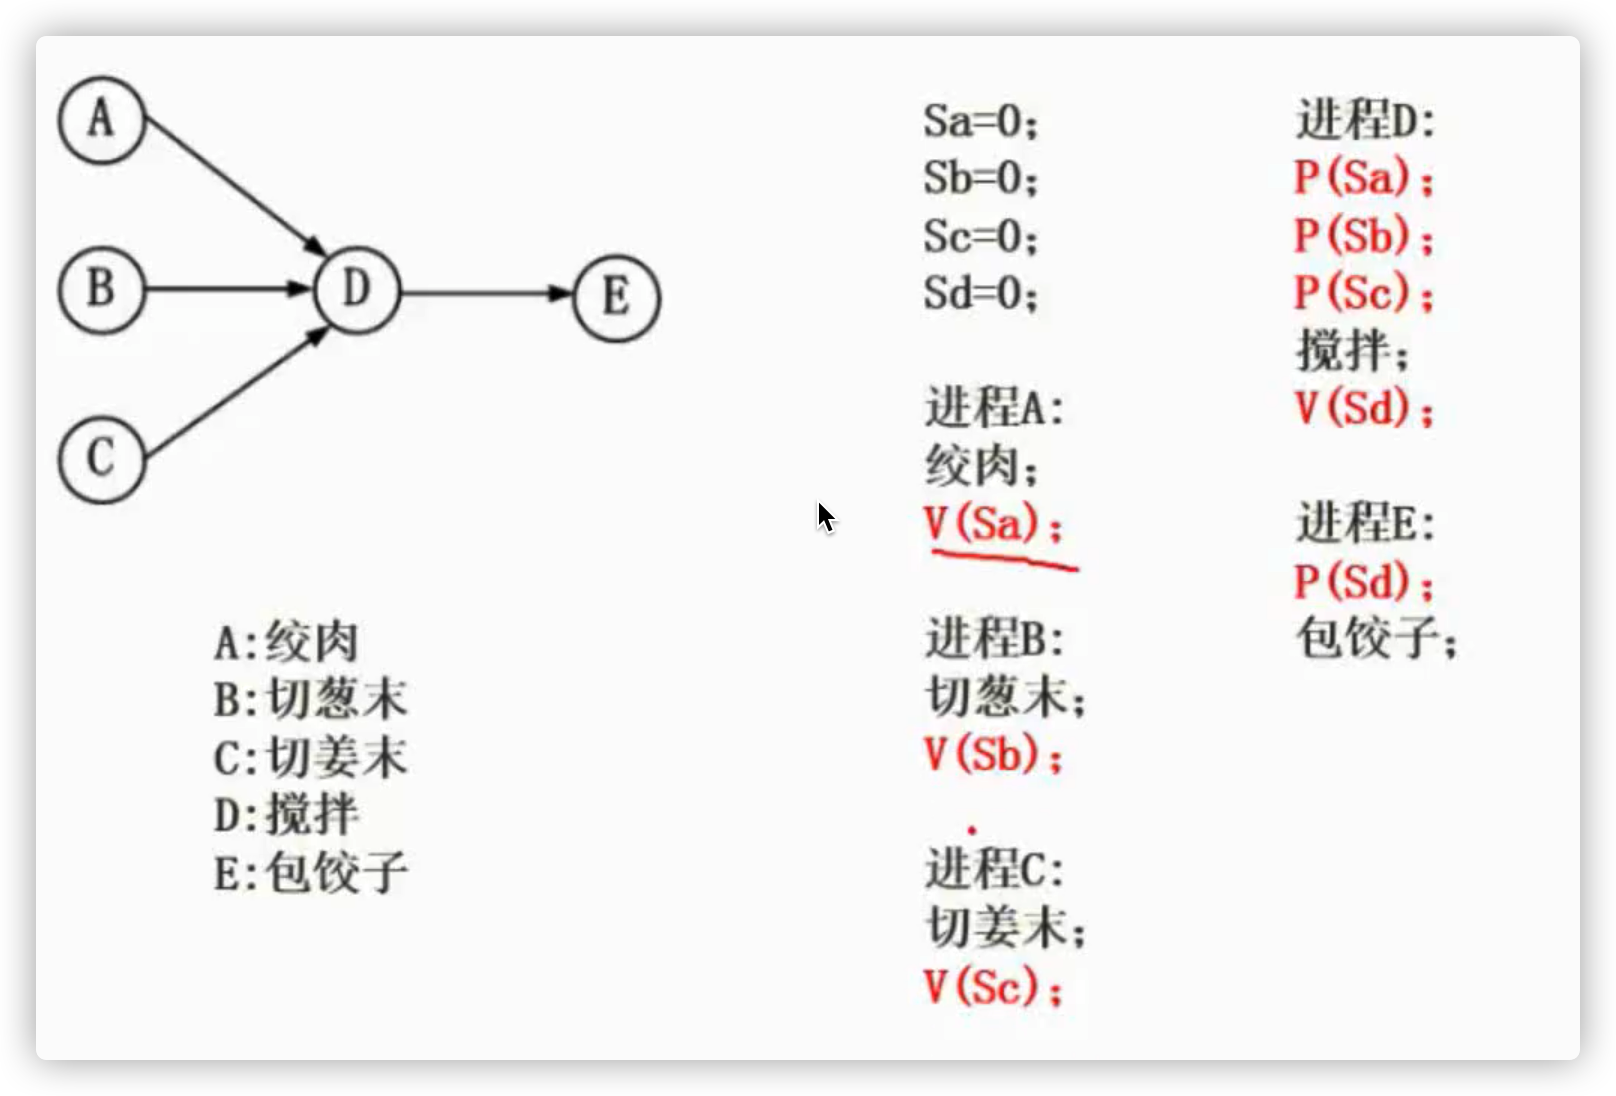 A
B
C
D
E
A:绞肉
B:切葱末
C:切姜末
D:搅拌
E:包饺子
Sa=0;
Sb=0;
Sc=0;
Sd=0;
进程A:
绞肉;
V(Sa);
进程B:
切葱末;
V(Sb);
进程C:
切姜末;
V(Sc);
进程D:
P(Sa);
P(Sb);
P(Sc);
搅拌;
V(Sd);
进程E:
P(Sd);
包饺子;